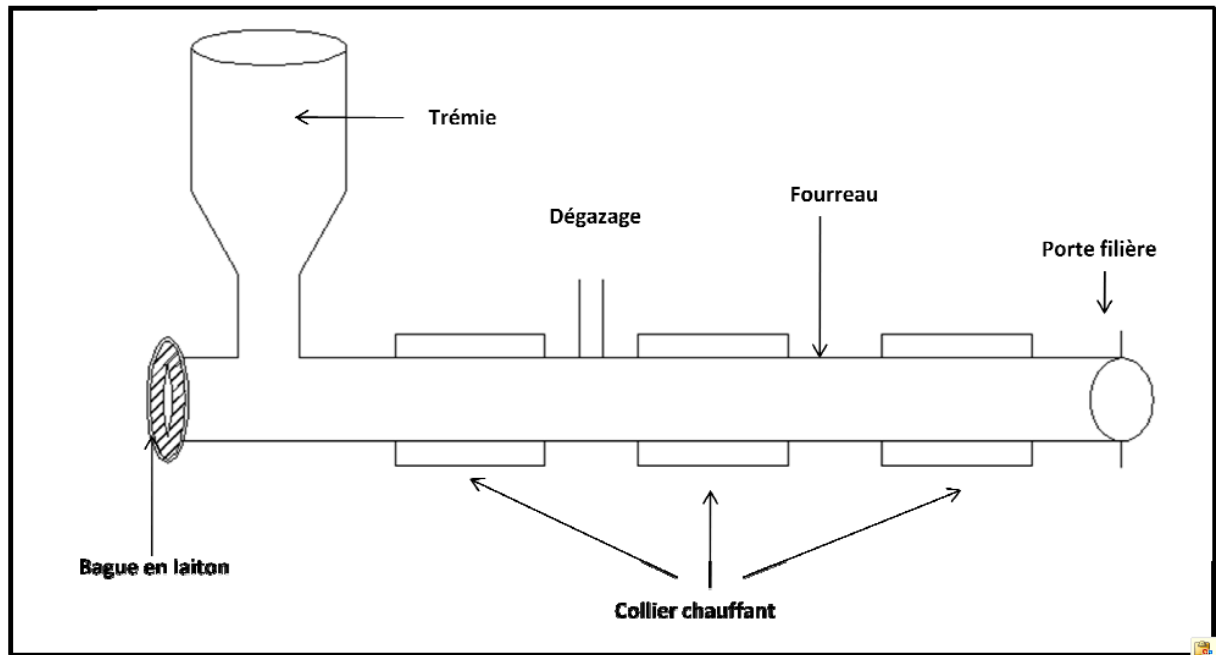 Trémie
Fourreau
Dégazage
Porte filière
Bague en laiton
Collier chauffant